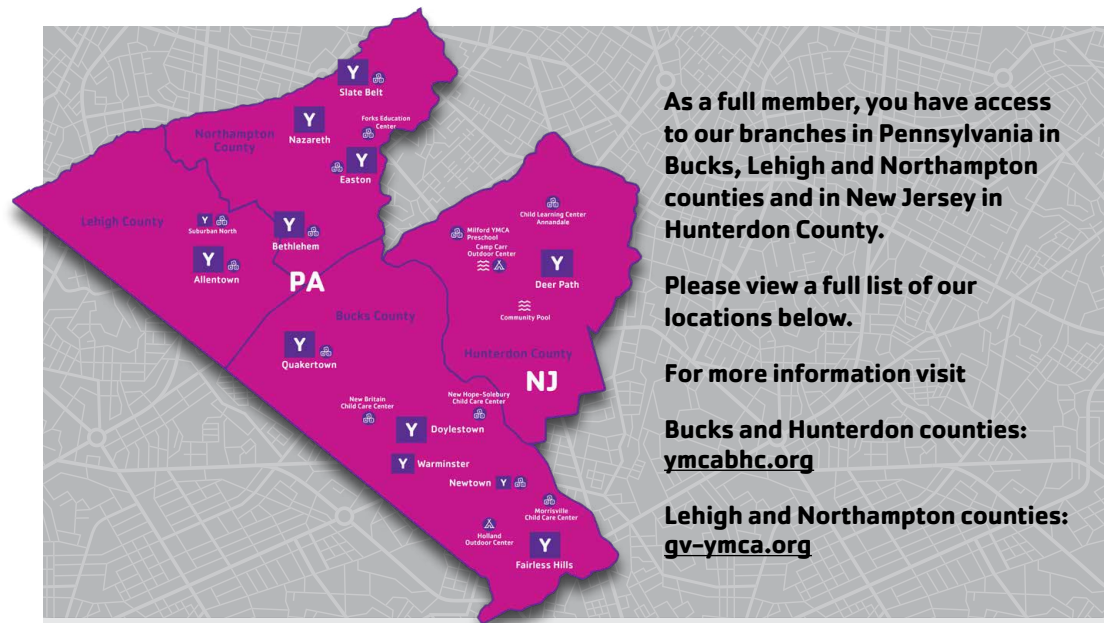 Y
Slate Belt
Northampton
County
Y
Nazareth
Forks Education
Center
Y
Easton
Lehigh County
Y
Suburban North
Y
Bethlehem
Y
Allentown
PA
Child Learning Center
Annandale
Milford YMCA
Preschool
Camp Carr
Outdoor Center
Y
Deer Path
Community Pool
Bucks County
Y
Quakertown
Hunterdon County
NJ
New Britain
Child Care Center
New Hope-Solebury
Child Care Center
Y Doylestown
Y Warminster
Newtown Y
Morrisville
Child Care Center
Holland
Outdoor Center
Y
Fairless Hills
As a full member, you have access
to our branches in Pennsylvania in
Bucks, Lehigh and Northampton
counties and in New Jersey in
Hunterdon County.
Please view a full list of our
locations below.
For more information visit
Bucks and Hunterdon counties:
ymcabhc.org
Lehigh and Northampton counties:
gv-ymca.org